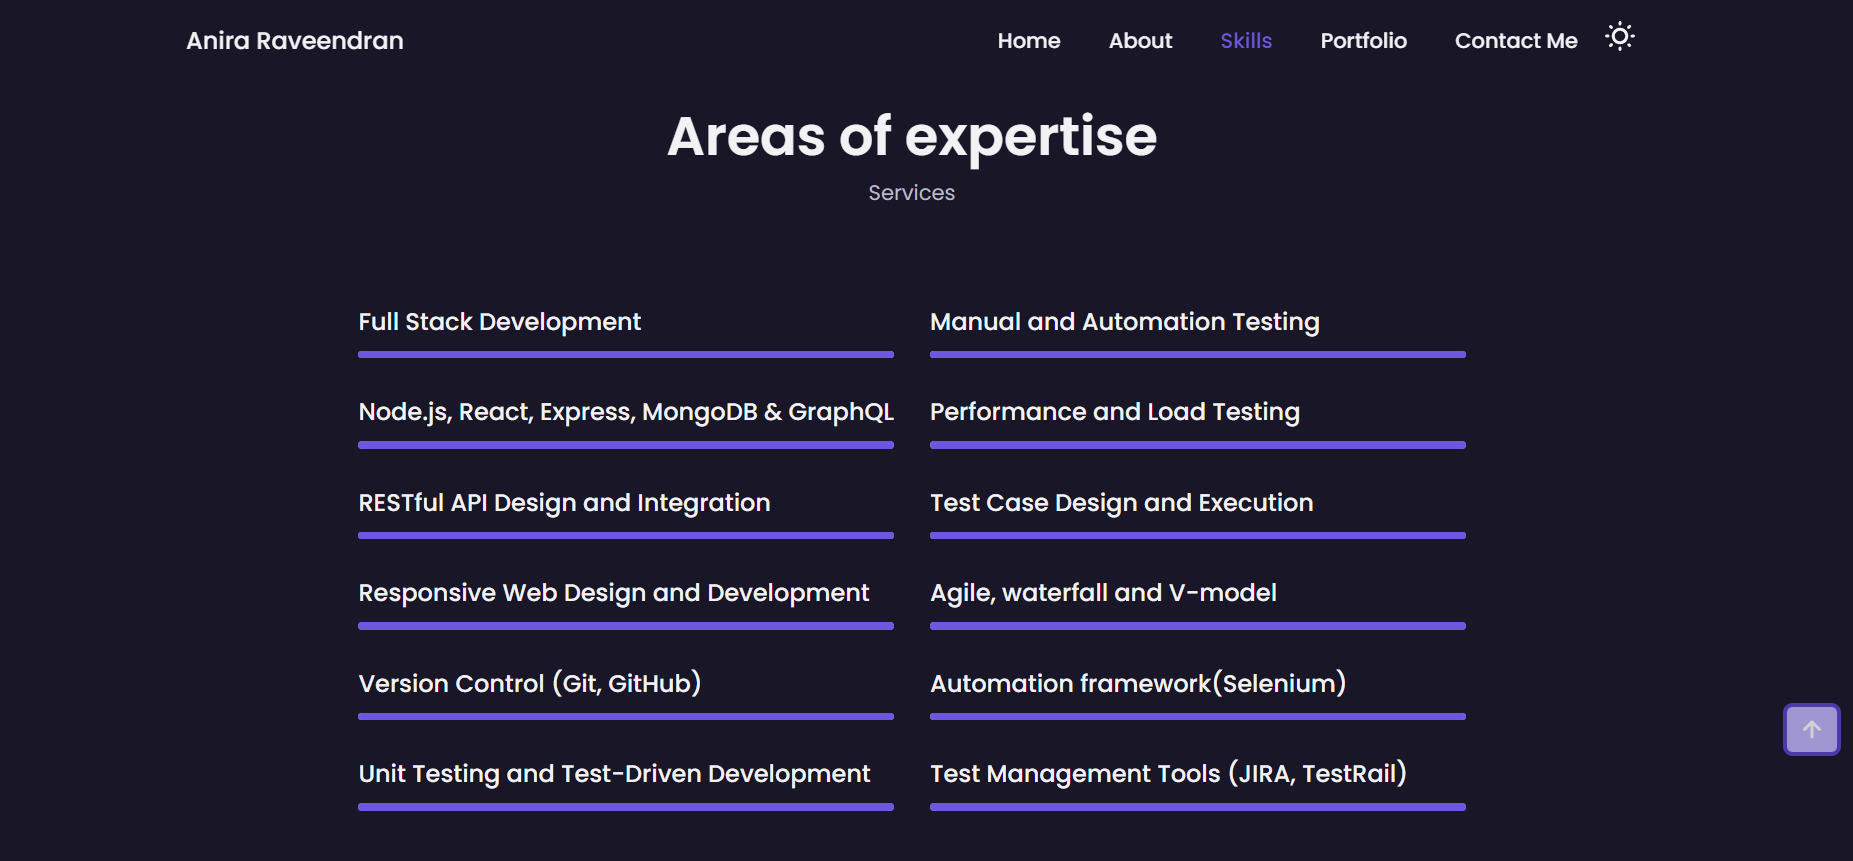 Anira Raveendran
Home About Skills Portfolio Contact Me
Areas of expertise
Services
Full Stack Development
Node.js, React, Express, MongoDB & GraphQL
RESTful API Design and Integration
Responsive Web Design and Development
Version Control (Git, GitHub)
Unit Testing and Test-Driven Development
Manual and Automation Testing
Performance and Load Testing
Test Case Design and Execution
Agile, waterfall and V-model
Automation framework(Selenium)
Test Management Tools (JIRA, TestRail)